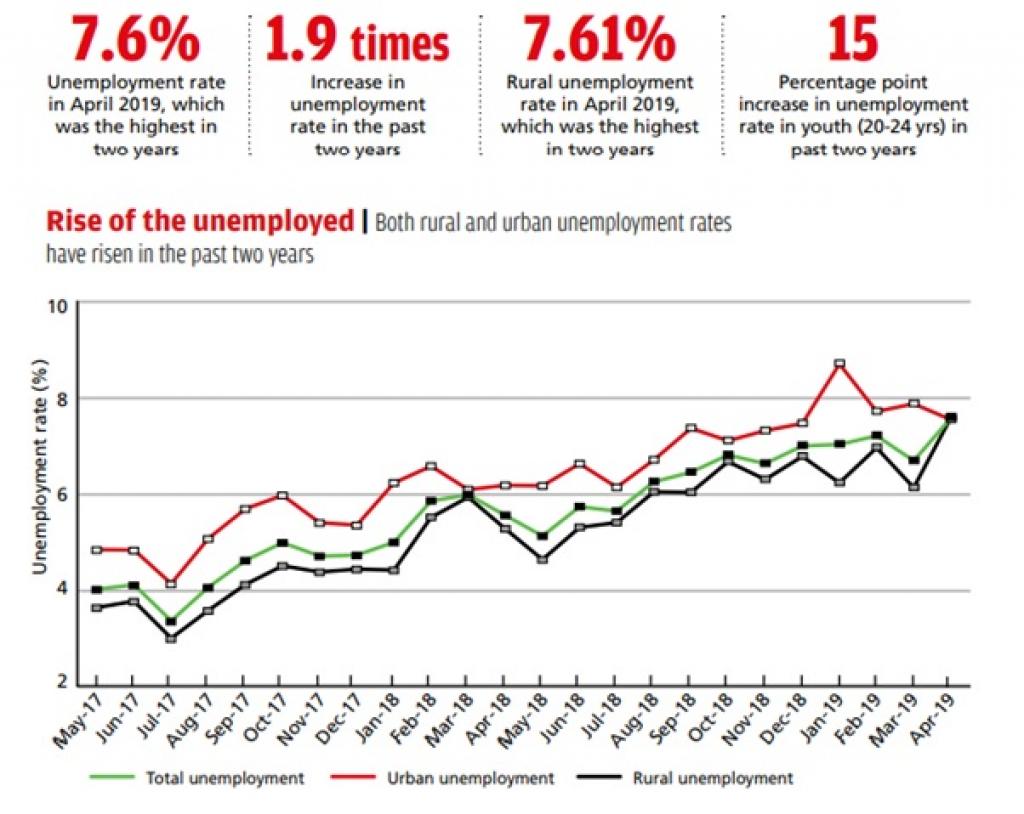 7.6%
Unemployment rate
in April 2019, which
was the highest in
two years
1.9 times
Increase in
unemployment
rate in the past
two years
7.61%
Rural unemployment
rate in April 2019,
which was the highest
in two years
15
Percentage point
increase in unemployment
rate in youth (20-24 yrs) in
past two years
Rise of the unemployed | Both rural and urban unemployment rates
have risen in the past two years
Unemployment rate (%)
10
8
6
4
2
May-17
Jun-17
Jul-17
Aug-17
Sep-17
Oct-17
Nov-17
Dec-17
Jan-18
Feb-18
Mar-18
Apr-18
May-18
Jun-18
Jul-18
Aug-18
Sep-18
Oct-18
Nov-18
Dec-18
Jan-19
Feb-19
Mar-19
Apr-19
Total unemployment
Urban unemployment
Rural unemployment